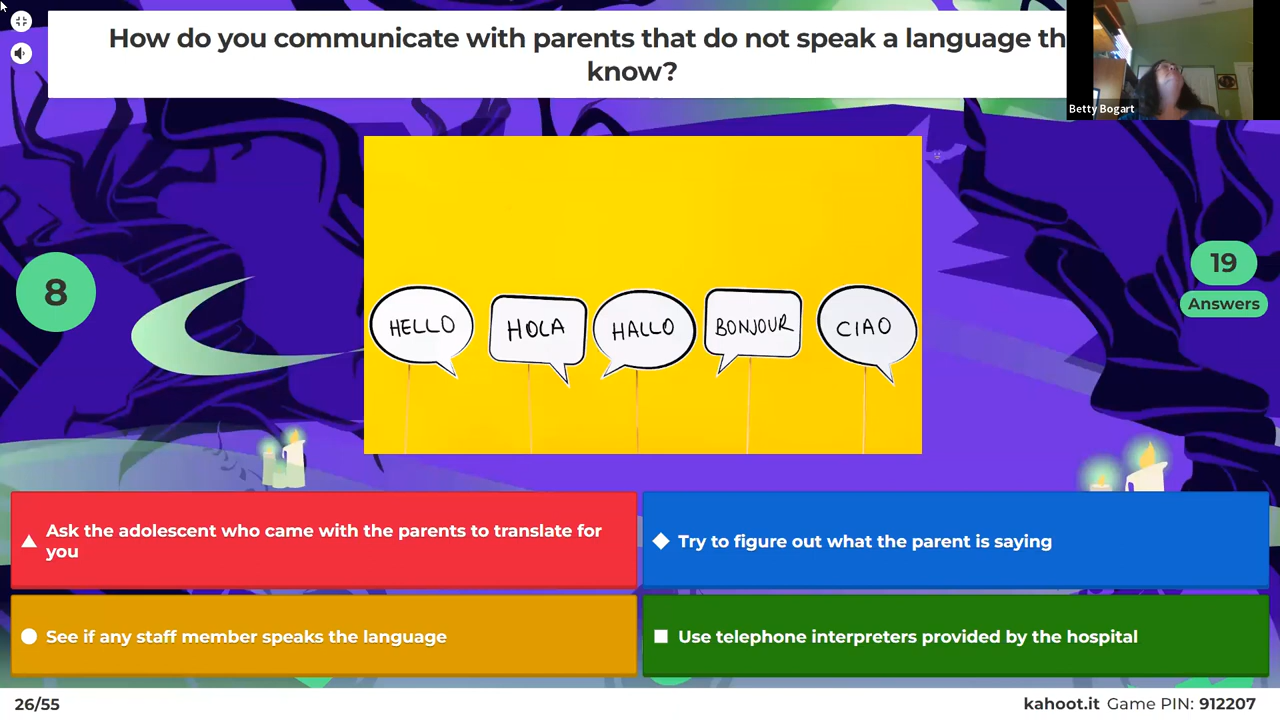 How do you communicate with parents that do not speak a language th
know?
Betty Bogart
8
19
Answers
HELLO
HOLA
HALLO
BONJOUR
CIAO
Ask the adolescent who came with the parents to translate for
you
Try to figure out what the parent is saying
See if any staff member speaks the language
Use telephone interpreters provided by the hospital
26/55
kahoot.it Game PIN: 912207